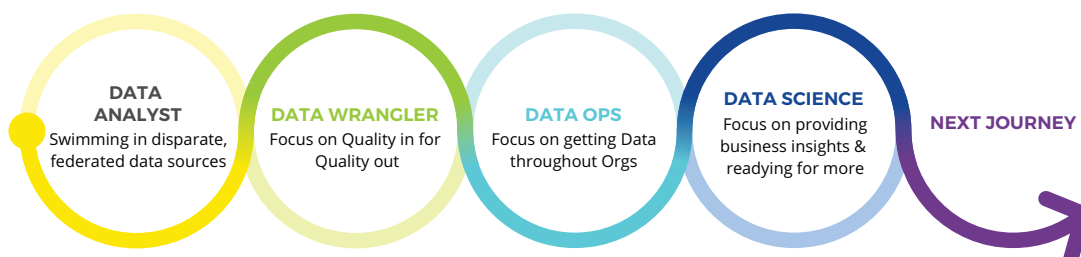 DATA
ANALYST
Swimming in disparate,
federated data sources
DATA WRANGLER
Focus on Quality in for
Quality out
DATA OPS
Focus on getting Data
throughout Orgs
DATA SCIENCE
Focus on providing
business insights &
readying for more
NEXT JOURNEY